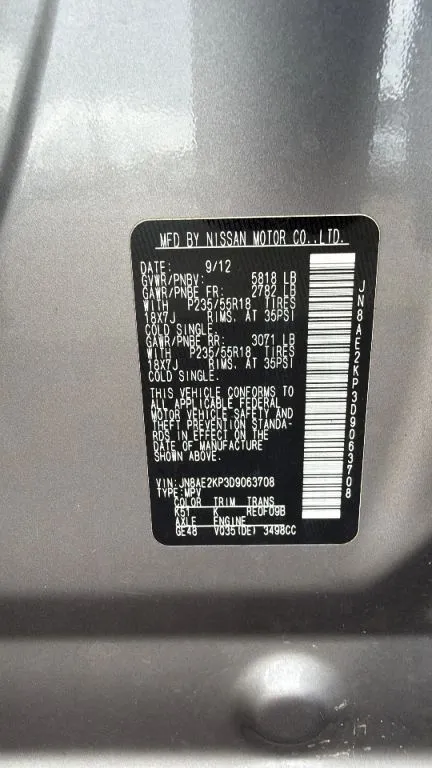 MFD BY NISSAN MOTOR CO.,LTD.
DATE: 9/12
GVWR/PNBV: 5818 LB
GAWR/PNBE FR: 2782 LB
WITH P235/55R18 TIRES
18X7J RIMS, AT 35PSI
COLD SINGLE.
GAWR/PNBE RR: 3071 LB
WITH P235/55R18 TIRES
18X7J RIMS, AT 35PSI
COLD SINGLE.
THIS VEHICLE CONFORMS TO
ALL APPLICABLE FEDERAL
MOTOR VEHICLE SAFETY AND
THEFT PREVENTION STANDA-
RDS IN EFFECT ON THE
DATE OF MANUFACTURE
SHOWN ABOVE.
VIN:JN8AE2KP3D9063708
TYPE:MPV
COLOR TRIM TRANS
K51 K RE0F09B
AXLE ENGINE
GE48 VQ35(DE) 3498CC
JN8AE2KP3D9063708